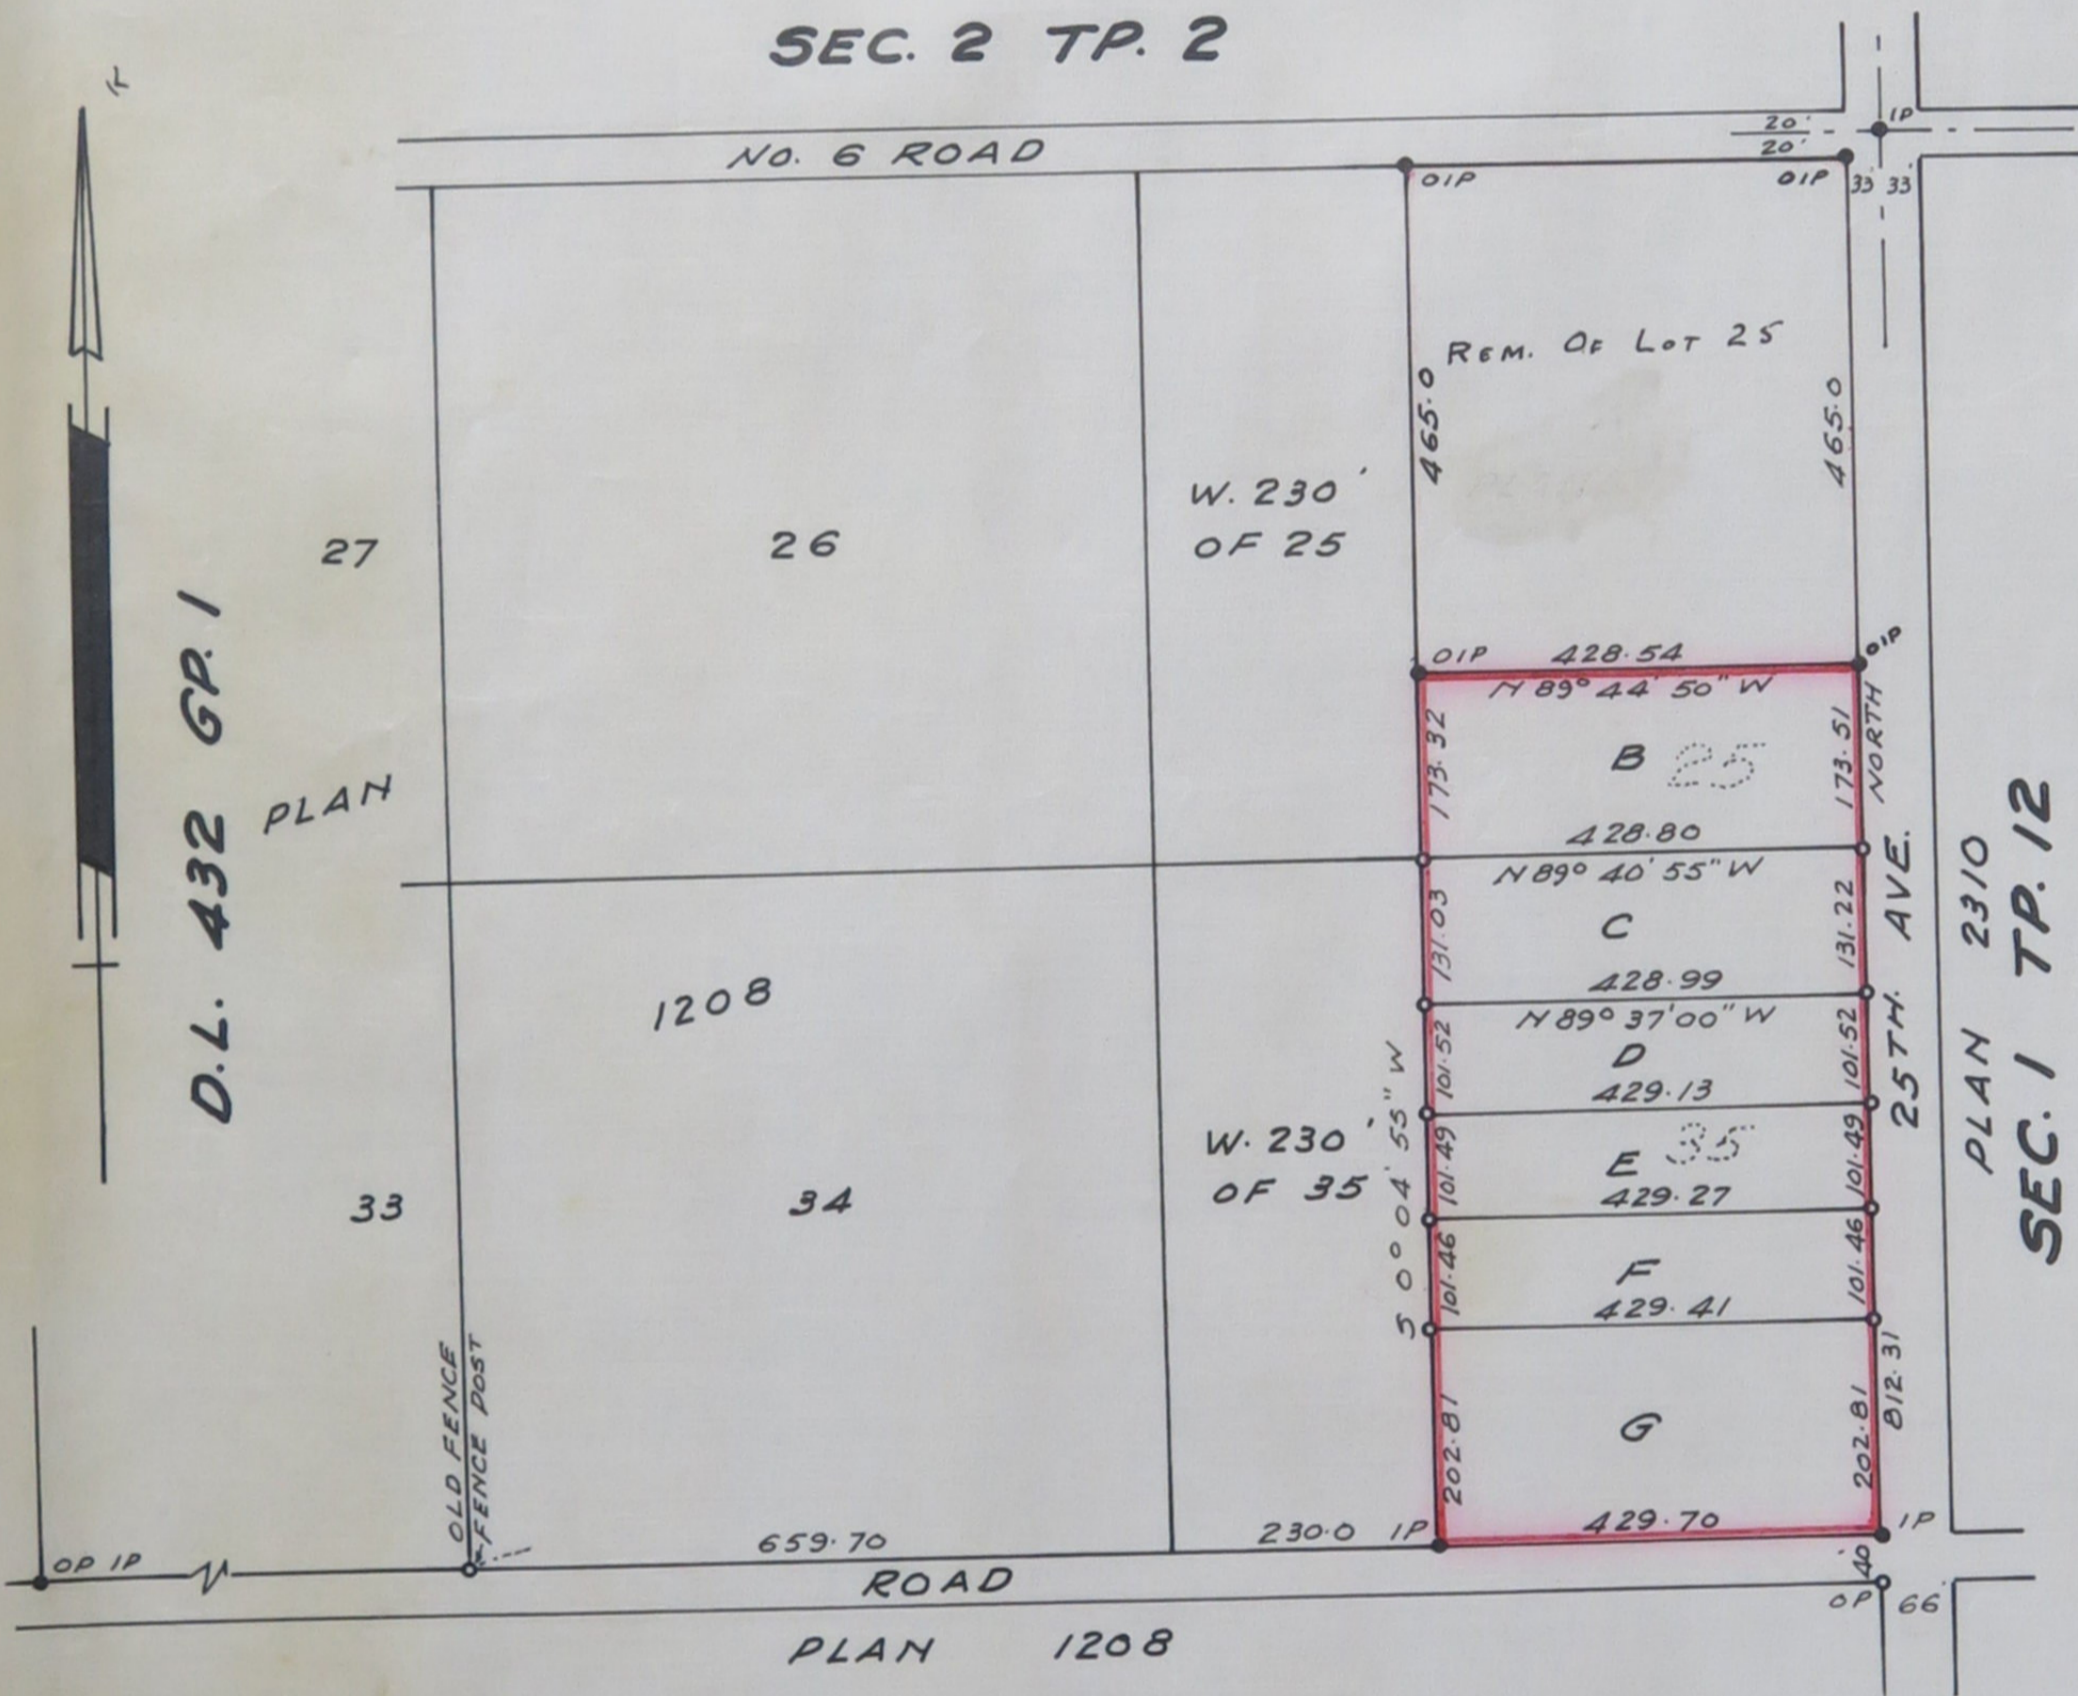 SEC. 2 TP. 2
No. 6 ROAD
20'
20'
IP
OIP
OIP
33' 33'
REM. OF LOT 25
465.0
465.0
W. 230'
OF 25
27
26
D.L. 432 GP. 1
PLAN
1208
OIP
428.54
OIP
N 89° 44' 50" W
173.32
B
25
173.51
NORTH
428.80
N 89° 40' 55" W
131.03
C
131.22
428.99
N 89° 37' 00" W
101.52
D
101.52
429.13
25TH. AVE.
PLAN 2310
SEC. 1 TP. 12
W. 230'
OF 35
S 0° 04' 55" W
101.49
E
35
101.49
429.27
33
34
101.46
F
101.46
429.41
202.81
G
202.81
812.31
OLD FENCE
FENCE POST
OP IP
659.70
230.0
IP
429.70
IP
ROAD
40'
OP
66'
PLAN 1208